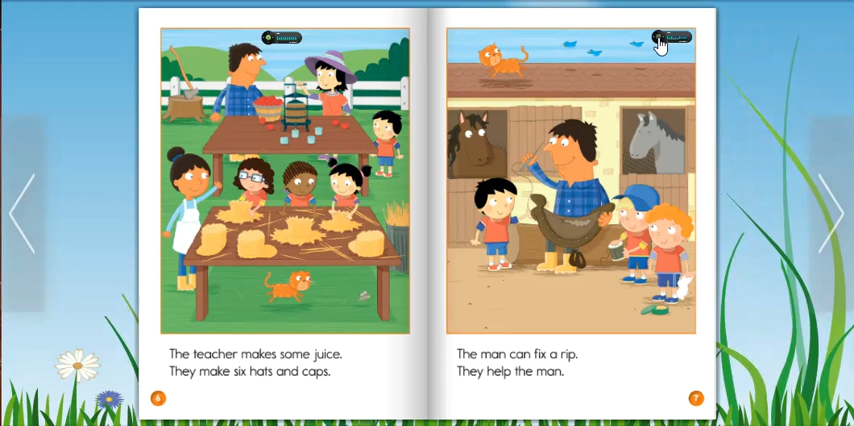 The teacher makes some juice.
They make six hats and caps.
6
The man can fix a rip.
They help the man.
7